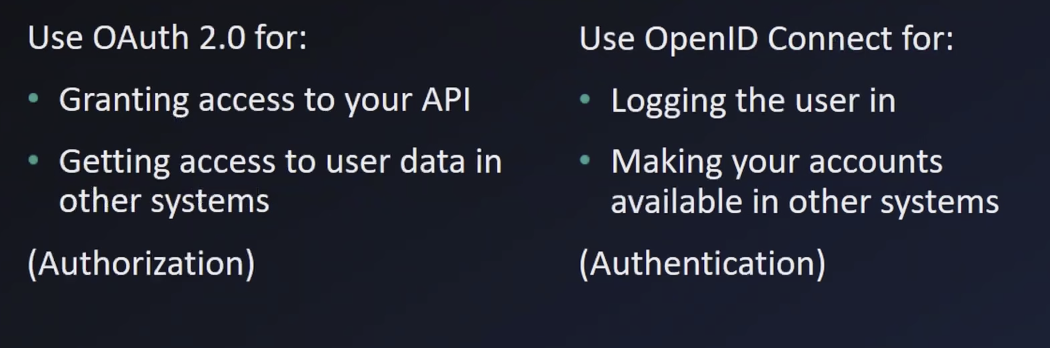 Use OAuth 2.0 for:
• Granting access to your API
• Getting access to user data in
other systems
(Authorization)
Use OpenID Connect for:
• Logging the user in
• Making your accounts
available in other systems
(Authentication)